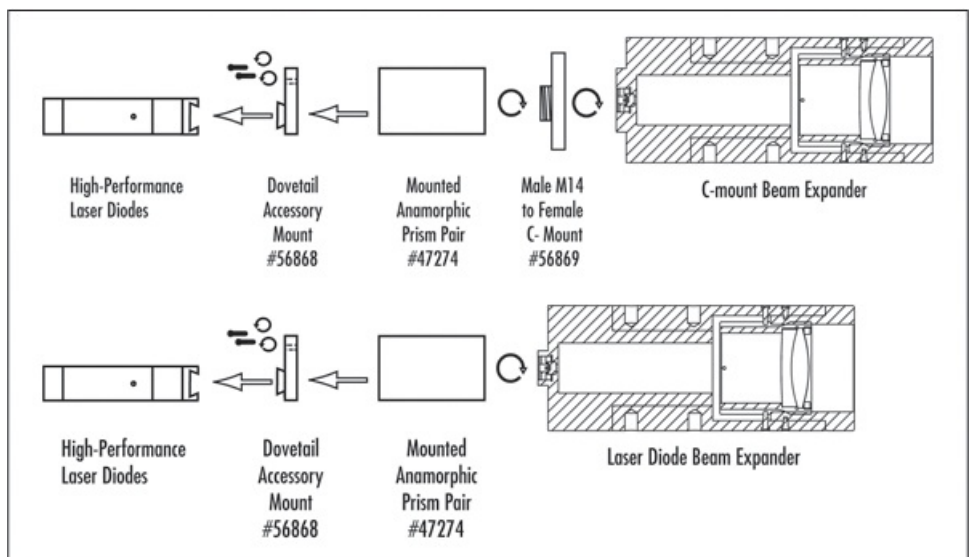 High-Performance
Laser Diodes
Dovetail
Accessory
Mount
#56868
Mounted
Anamorphic
Prism Pair
#47274
Male M14
to Female
C- Mount
#56869
C-mount Beam Expander
High-Performance
Laser Diodes
Dovetail
Accessory
Mount
#56868
Mounted
Anamorphic
Prism Pair
#47274
Laser Diode Beam Expander